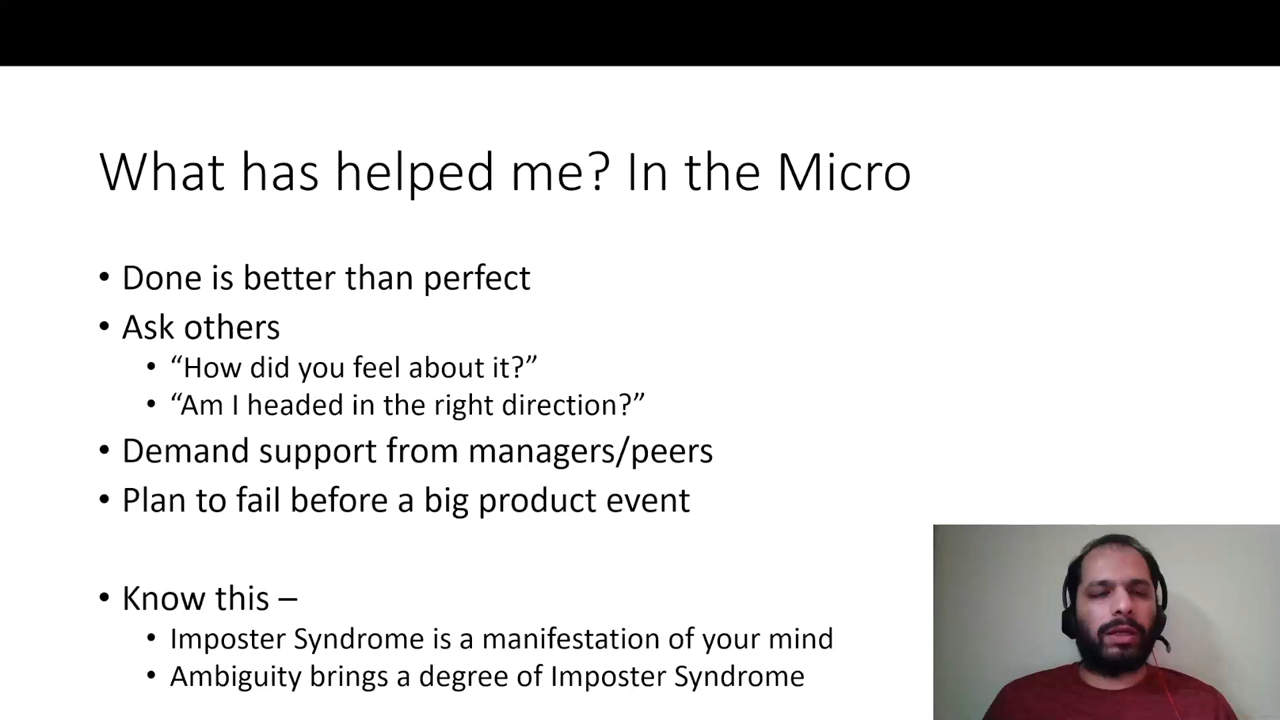 What has helped me? In the Micro
• Done is better than perfect
• Ask others
• “How did you feel about it?”
• “Am I headed in the right direction?”
• Demand support from managers/peers
• Plan to fail before a big product event
• Know this –
• Imposter Syndrome is a manifestation of your mind
• Ambiguity brings a degree of Imposter Syndrome